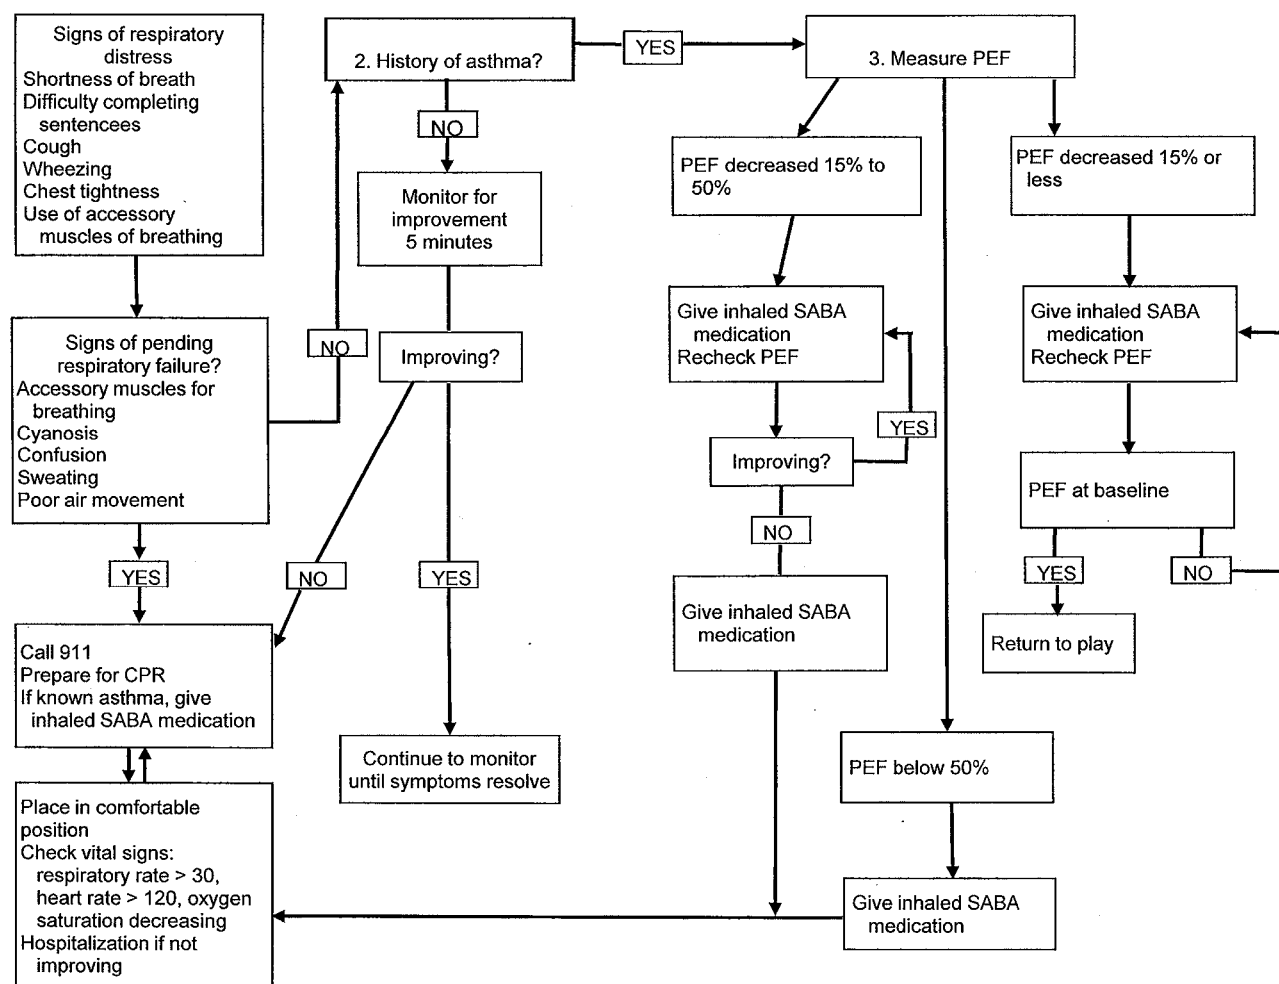 Signs of respiratory
distress
Shortness of breath
Difficulty completing
sentencees
Cough
Wheezing
Chest tightness
Use of accessory
muscles of breathing
Signs of pending
respiratory failure?
Accessory muscles for
breathing
Cyanosis
Confusion
Sweating
Poor air movement
YES
NO
Call 911
Prepare for CPR
If known asthma, give
inhaled SABA medication
Place in comfortable
position
Check vital signs:
respiratory rate > 30,
heart rate > 120, oxygen
saturation decreasing
Hospitalization if not
improving
2. History of asthma?
YES
NO
Monitor for
improvement
5 minutes
Improving?
NO
YES
Continue to monitor
until symptoms resolve
3. Measure PEF
PEF decreased 15% to
50%
Give inhaled SABA
medication
Recheck PEF
Improving?
YES
NO
Give inhaled SABA
medication
PEF below 50%
Give inhaled SABA
medication
PEF decreased 15% or
less
Give inhaled SABA
medication
Recheck PEF
PEF at baseline
YES
NO
Return to play